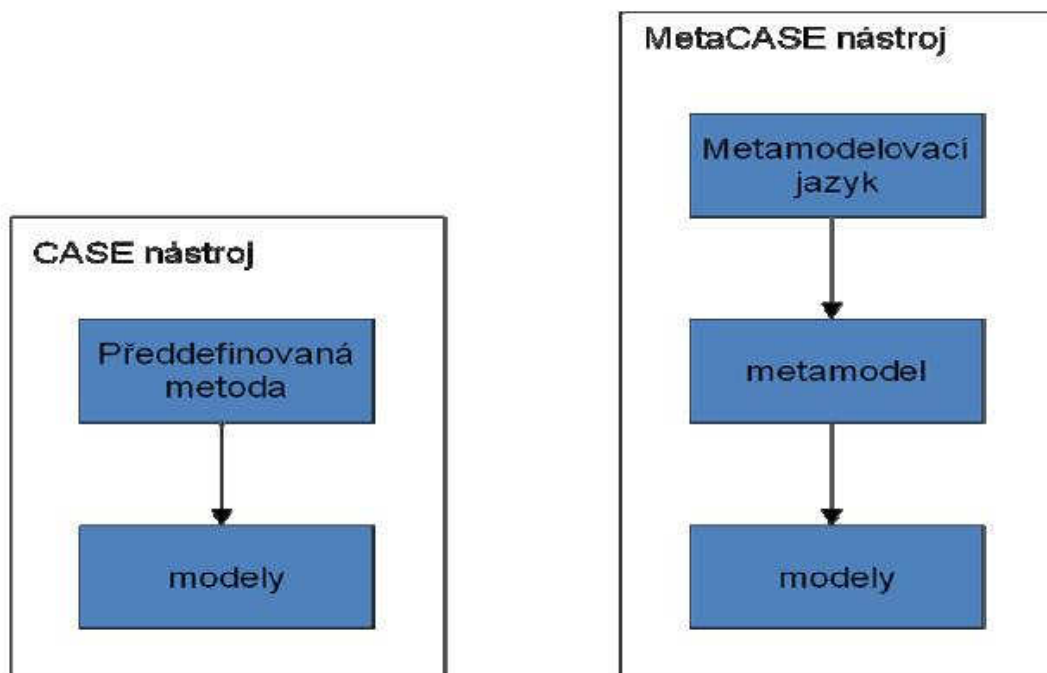 CASE nástroj
Předdefinovaná
metoda
modely
MetaCASE nástroj
Metamodelovací
jazyk
metamodel
modely